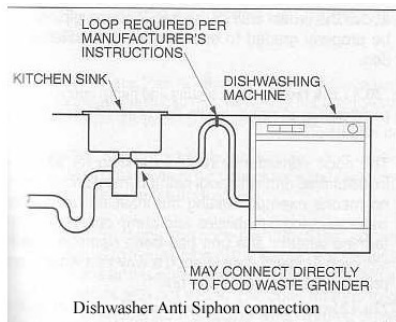 LOOP REQUIRED PER
MANUFACTURER'S
INSTRUCTIONS
KITCHEN SINK
DISHWASHING
MACHINE
MAY CONNECT DIRECTLY
TO FOOD WASTE GRINDER
Dishwasher Anti Siphon connection